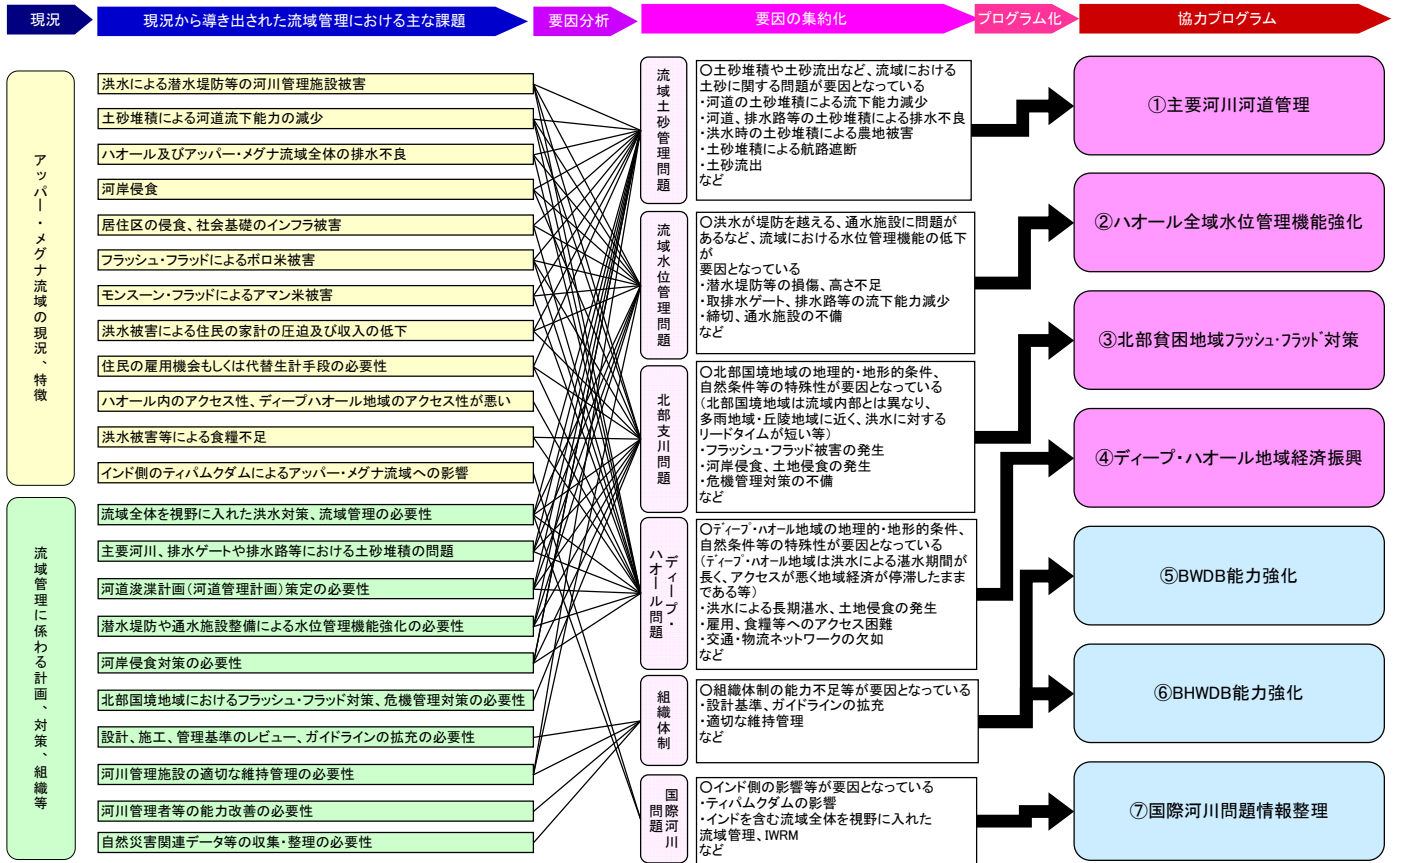 現況
現況から導き出された流域管理における主な課題
要因分析
要因の集約化
プログラム化
協力プログラム
アッパー・メグナ流域の現況、特徴
洪水による潜水堤防等の河川管理施設被害
土砂堆積による河道流下能力の減少
ハオール及びアッパー・メグナ流域全体の排水不良
河岸侵食
居住区の侵食、社会基礎のインフラ被害
フラッシュ・フラッドによるボロ米被害
モンスーン・フラッドによるアマン米被害
洪水被害による住民の家計の圧迫及び収入の低下
住民の雇用機会もしくは代替生計手段の必要性
ハオール内のアクセス性、ディープハオール地域のアクセス性が悪い
洪水被害等による食糧不足
インド側のティパムクダムによるアッパー・メグナ流域への影響
流域管理に係わる計画、対策、組織等
流域全体を視野に入れた洪水対策、流域管理の必要性
主要河川、排水ゲートや排水路等における土砂堆積の問題
河道浚渫計画(河道管理計画)策定の必要性
潜水堤防や通水施設整備による水位管理機能強化の必要性
河岸侵食対策の必要性
北部国境地域におけるフラッシュ・フラッド対策、危機管理対策の必要性
設計、施工、管理基準のレビュー、ガイドラインの拡充の必要性
河川管理施設の適切な維持管理の必要性
河川管理者等の能力改善の必要性
自然災害関連データ等の収集・整理の必要性
流域土砂管理問題
〇土砂堆積や土砂流出など、流域における
土砂に関する問題が要因となっている
・河道の土砂堆積による流下能力減少
・河道、排水路等の土砂堆積による排水不良
・洪水時の土砂堆積による農地被害
・土砂堆積による航路遮断
・土砂流出
など
流域水位管理問題
〇洪水が堤防を越える、通水施設に問題が
あるなど、流域における水位管理機能の低下
が
要因となっている
・潜水堤防等の損傷、高さ不足
・取排水ゲート、排水路等の流下能力減少
・締切、通水施設の不備
など
北部支川問題
〇北部国境地域の地理的・地形的条件、
自然条件等の特殊性が要因となっている
(北部国境地域は流域内部とは異なり、
多雨地域・丘陵地域に近く、洪水に対する
リードタイムが短い等)
・フラッシュ・フラッド被害の発生
・河岸侵食、土地侵食の発生
・危機管理対策の不備
など
ディープ・
ハオール問題
〇ディープ・ハオール地域の地理的・地形的条件、
自然条件等の特殊性が要因となっている
(ディープ・ハオール地域は洪水による湛水期間が
長く、アクセスが悪く地域経済が停滞したまま
である等)
・洪水による長期湛水、土地侵食の発生
・雇用、食糧等へのアクセス困難
・交通・物流ネットワークの欠如
など
組織体制
〇組織体制の能力不足等が要因となっている
・設計基準、ガイドラインの拡充
・適切な維持管理
など
国際河川
問題
〇インド側の影響等が要因となっている
・ティパムクダムの影響
・インドを含む流域全体を視野に入れた
流域管理、IWRM
など
①主要河川河道管理
②ハオール全域水位管理機能強化
③北部貧困地域フラッシュ・フラッド対策
④ディープ・ハオール地域経済振興
⑤BWDB能力強化
⑥BHWDB能力強化
⑦国際河川問題情報整理